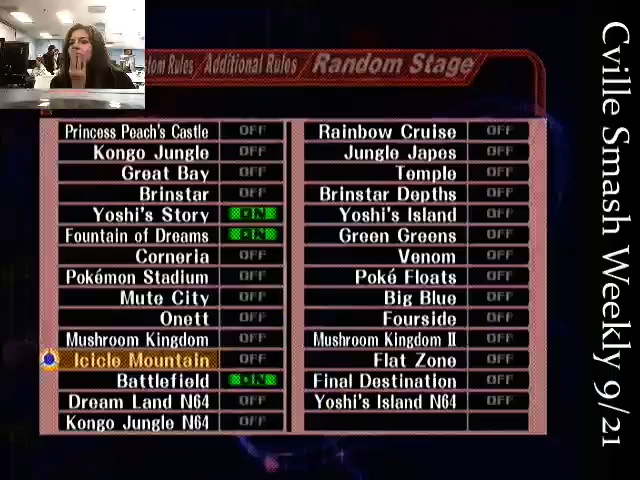 tom Rules / Additional Rules / Random Stage
Princess Peach's Castle OFF Rainbow Cruise OFF
Kongo Jungle OFF Jungle Japes OFF
Great Bay OFF Temple OFF
Brinstar OFF Brinstar Depths OFF
Yoshi's Story ON Yoshi's Island OFF
Fountain of Dreams ON Green Greens OFF
Corneria OFF Venom OFF
Pokémon Stadium OFF Poké Floats OFF
Mute City OFF Big Blue OFF
Onett OFF Fourside OFF
Mushroom Kingdom OFF Mushroom Kingdom II OFF
Icicle Mountain OFF Flat Zone OFF
Battlefield ON Final Destination OFF
Dream Land N64 OFF Yoshi's Island N64 OFF
Kongo Jungle N64 OFF
Cville Smash Weekly 9/21